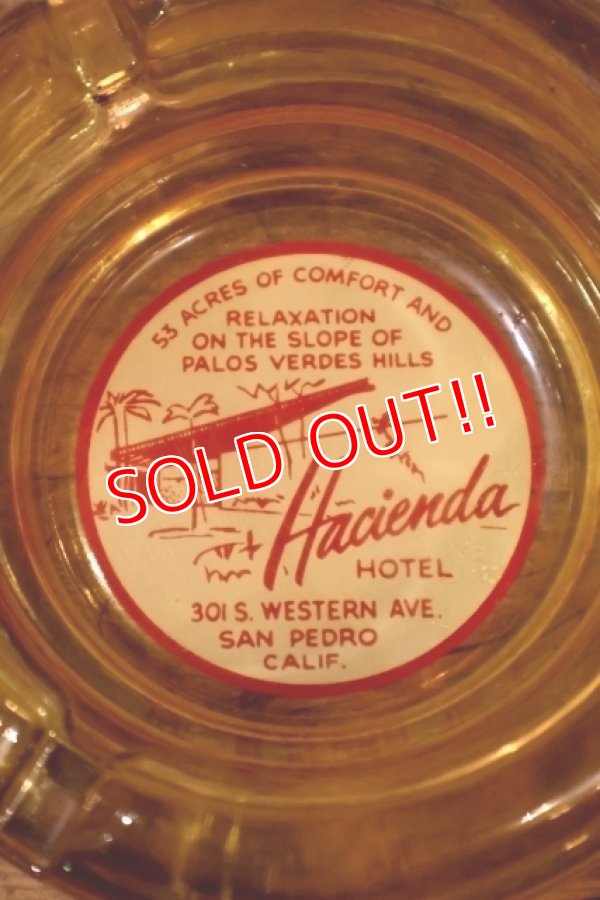 53 ACRES OF COMFORT AND
RELAXATION
ON THE SLOPE OF
PALOS VERDES HILLS
SOLD OUT!!
Hacienda
HOTEL
301 S. WESTERN AVE.
SAN PEDRO
CALIF.